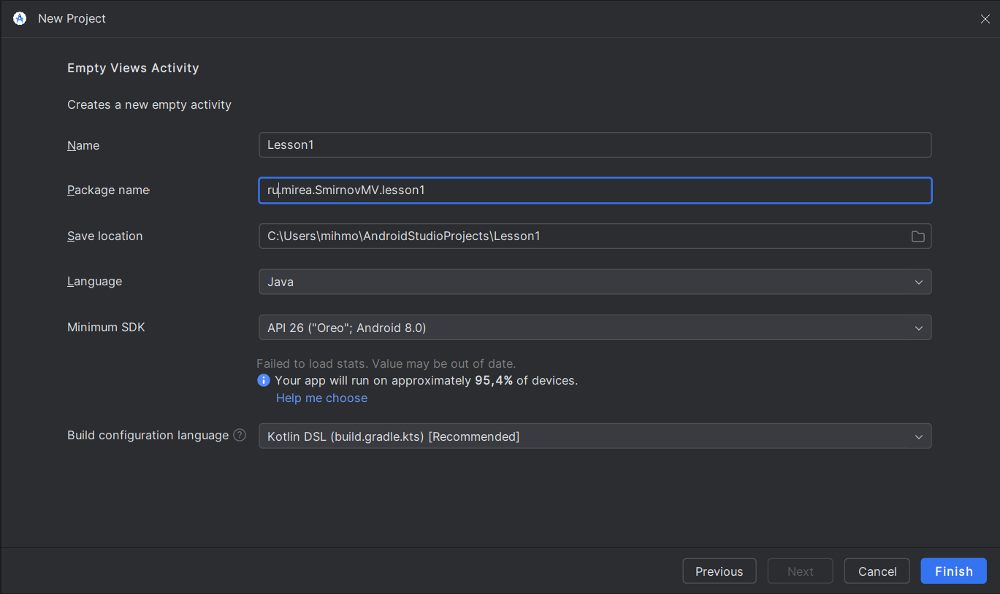 New Project
Empty Views Activity
Creates a new empty activity
Name
Lesson1
Package name
ru.mirea.SmirnovMV.lesson1
Save location
C:\Users\mihmo\AndroidStudioProjects\Lesson1
Language
Java
Minimum SDK
API 26 ("Oreo"; Android 8.0)
Failed to load stats. Value may be out of date.
Your app will run on approximately 95,4% of devices.
Help me choose
Build configuration language ?
Kotlin DSL (build.gradle.kts) [Recommended]
Previous
Next
Cancel
Finish